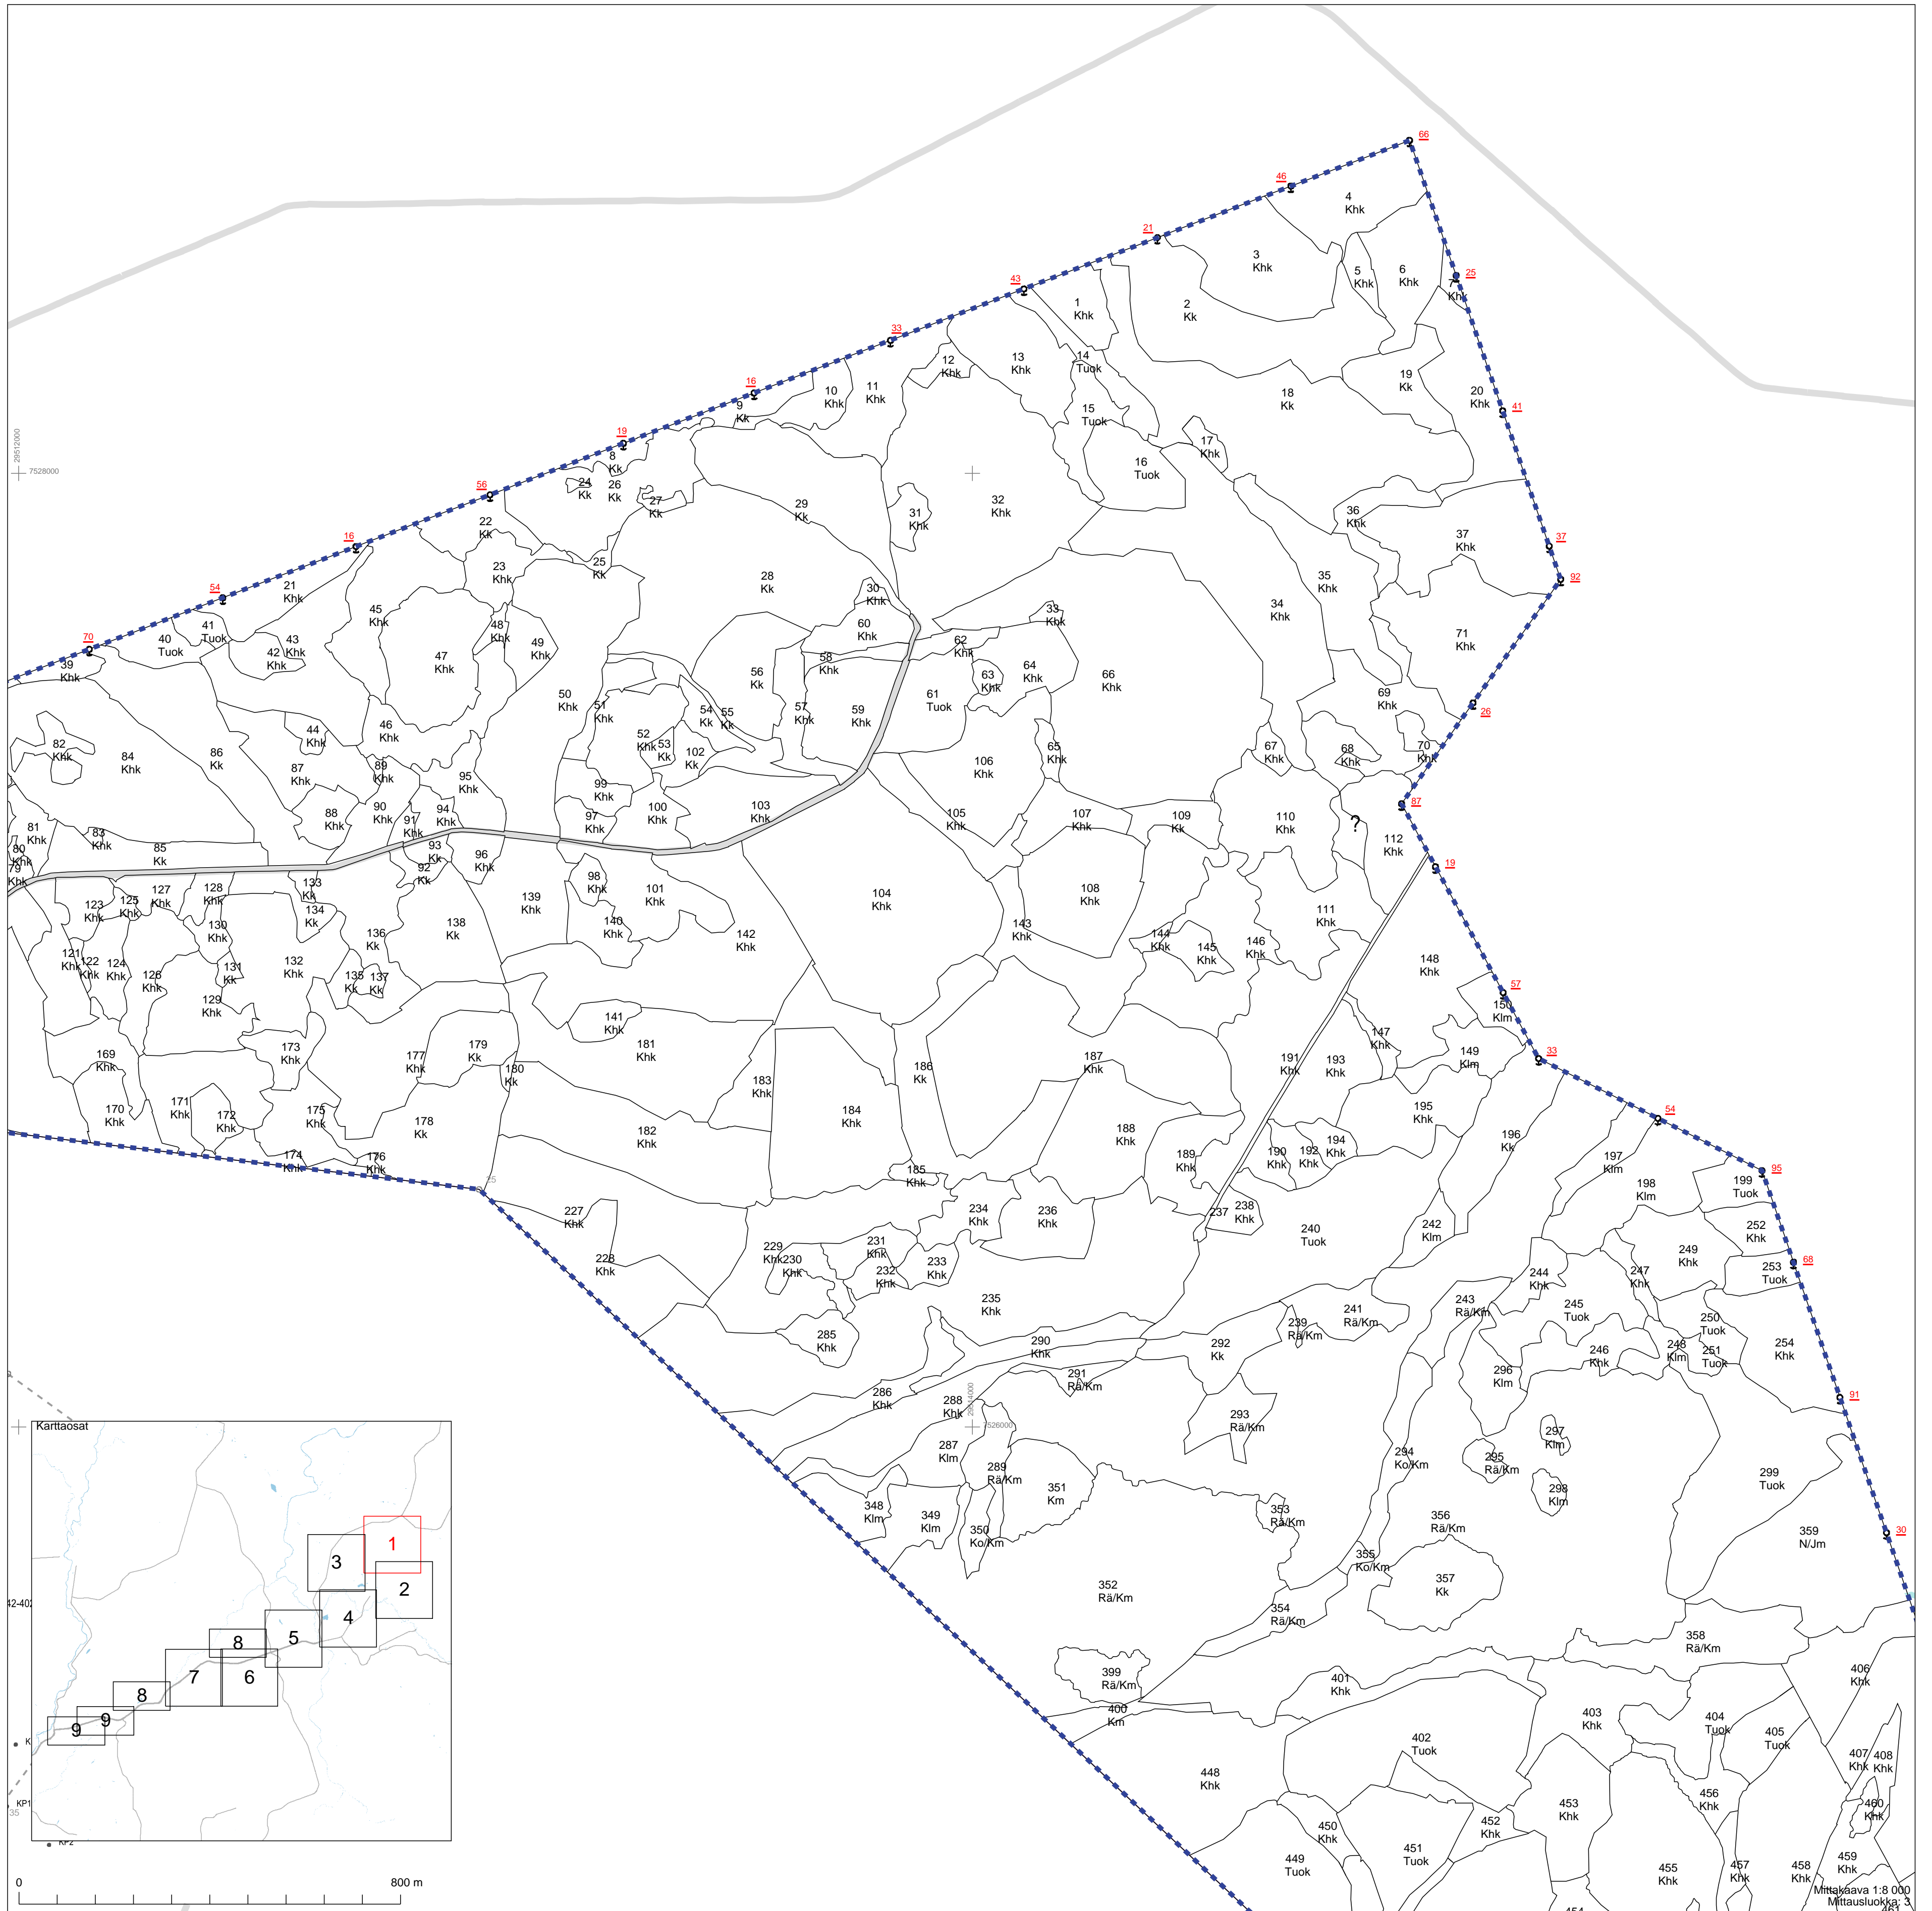 66
46
4
Khk
21
3
Khk
5
Khk
6
Khk
25
7
Khk
43
1
Khk
2
Kk
33
16
12
Khk
13
Khk
14
Tuok
19
Kk
18
Kk
20
Khk
41
9
Kk
10
Khk
11
Khk
15
Tuok
19
8
Kk
17
Khk
16
Tuok
29512000
7528000
56
24
Kk
26
Kk
27
Kk
29
Kk
31
Khk
32
Khk
36
Khk
37
Khk
37
22
Kk
16
23
Khk
25
Kk
28
Kk
30
Khk
35
Khk
92
54
21
Khk
45
Khk
34
Khk
33
Khk
60
Khk
48
Khk
49
Khk
71
Khk
70
40
Tuok
41
Tuok
43
Khk
42
Khk
47
Khk
62
Khk
58
Khk
39
Khk
56
Kk
63
Khk
64
Khk
66
Khk
61
Tuok
50
Khk
51
Khk
54
Kk
55
Kk
57
Khk
59
Khk
69
Khk
26
46
Khk
44
Khk
52
Khk
53
Kk
102
Kk
82
Khk
84
Khk
86
Kk
87
Khk
89
Khk
95
Khk
106
Khk
65
Khk
67
Khk
68
Khk
70
Khk
99
Khk
87
88
Khk
90
Khk
91
Khk
94
Khk
97
Khk
100
Khk
103
Khk
105
Khk
107
Khk
109
Kk
110
Khk
?
112
Khk
81
Khk
83
Khk
85
Kk
80
Khk
79
Khk
93
Kk
92
Kk
96
Khk
19
98
Khk
101
Khk
104
Khk
108
Khk
127
Khk
128
Khk
133
Kk
123
Khk
125
Khk
134
Kk
139
Khk
130
Khk
136
Kk
138
Kk
140
Khk
142
Khk
143
Khk
144
Khk
145
Khk
146
Khk
111
Khk
121
Khk
122
Khk
124
Khk
126
Khk
131
Kk
132
Khk
135
Kk
137
Kk
148
Khk
57
129
Khk
150
Klm
141
Khk
181
Khk
147
Khk
169
Khk
173
Khk
177
Khk
179
Kk
180
Kk
183
Khk
186
Kk
187
Khk
191
Khk
193
Khk
149
Klm
33
170
Khk
171
Khk
172
Khk
175
Khk
178
Kk
182
Khk
184
Khk
188
Khk
195
Khk
54
196
Kk
174
Khk
176
Khk
185
Khk
189
Khk
190
Khk
192
Khk
194
Khk
197
Klm
95
25
198
Klm
199
Tuok
227
Khk
234
Khk
236
Khk
237
238
Khk
240
Tuok
242
Klm
252
Khk
228
Khk
229
Khk
230
Khk
231
Khk
232
Khk
233
Khk
249
Khk
68
253
Tuok
244
Khk
247
Khk
235
Khk
243
Rä/Km
245
Tuok
285
Khk
239
Rä/Km
241
Rä/Km
250
Tuok
290
Khk
292
Kk
246
Khk
248
Klm
251
Tuok
254
Khk
291
Rä/Km
296
Klm
91
286
Khk
288
Khk
7526000
293
Rä/Km
297
Klm
287
Klm
289
Rä/Km
294
Ko/Km
295
Rä/Km
299
Tuok
351
Km
298
Klm
348
Klm
349
Klm
350
Ko/Km
353
Rä/Km
356
Rä/Km
359
N/Jm
30
355
Ko/Km
357
Kk
352
Rä/Km
354
Rä/Km
358
Rä/Km
399
Rä/Km
401
Khk
406
Khk
400
Km
403
Khk
404
Tuok
405
Tuok
402
Tuok
407
Khk
408
Khk
448
Khk
456
Khk
453
Khk
460
Khk
450
Khk
452
Khk
451
Tuok
449
Tuok
455
Khk
457
Khk
458
Khk
459
Khk
Karttaosat
1
3
2
4
5
8
7
6
8
9
9
K
KP1
35
KP2
0
800 m
Mittakaava 1:8 000
Mittausluokka: 3